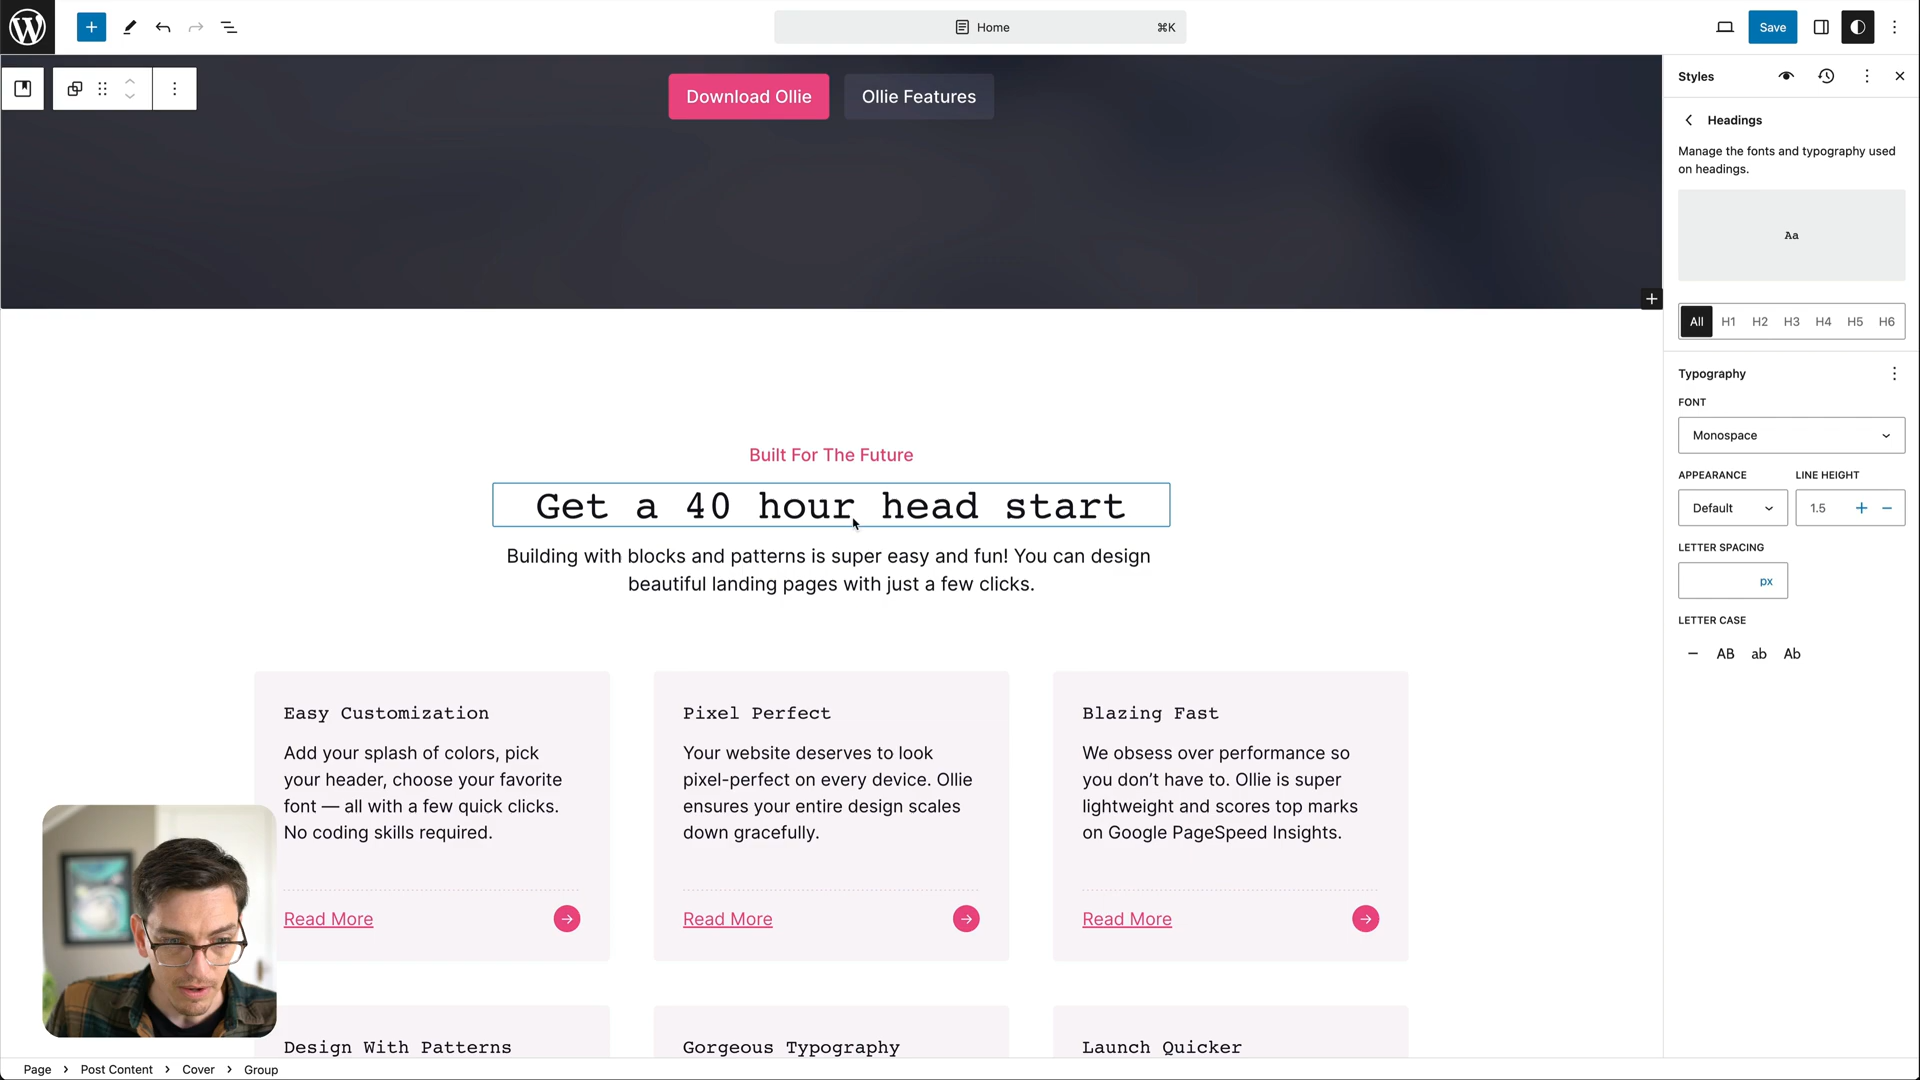 Home
⌘K
Save
Download Ollie
Ollie Features
Styles
Headings
Manage the fonts and typography used
on headings.
Aa
All H1 H2 H3 H4 H5 H6
Typography
FONT
Monospace
APPEARANCE
LINE HEIGHT
Default
1.5
LETTER SPACING
px
LETTER CASE
AB ab Ab
Built For The Future
Get a 40 hour head start
Building with blocks and patterns is super easy and fun! You can design
beautiful landing pages with just a few clicks.
Easy Customization
Add your splash of colors, pick
your header, choose your favorite
font — all with a few quick clicks.
No coding skills required.
Read More
Pixel Perfect
Your website deserves to look
pixel-perfect on every device. Ollie
ensures your entire design scales
down gracefully.
Read More
Blazing Fast
We obsess over performance so
you don’t have to. Ollie is super
lightweight and scores top marks
on Google PageSpeed Insights.
Read More
Design With Patterns
Gorgeous Typography
Launch Quicker
Page > Post Content > Cover > Group